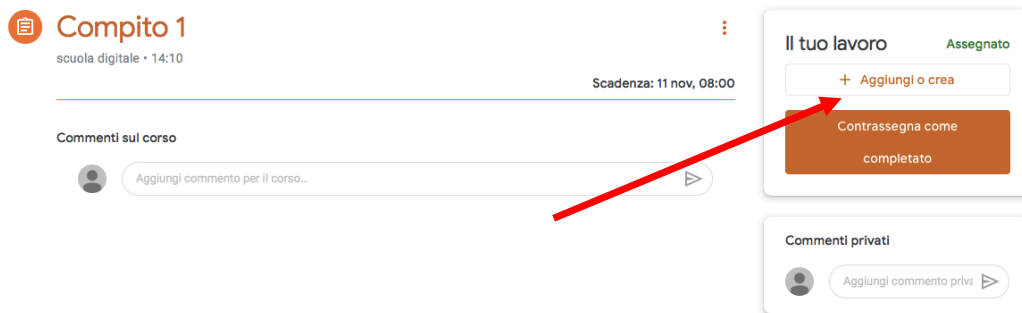 Compito 1
scuola digitale • 14:10
Scadenza: 11 nov, 08:00
Commenti sul corso
Aggiungi commento per il corso...
Il tuo lavoro
Assegnato
+ Aggiungi o crea
Contrassegna come
completato
Commenti privati
Aggiungi commento priva